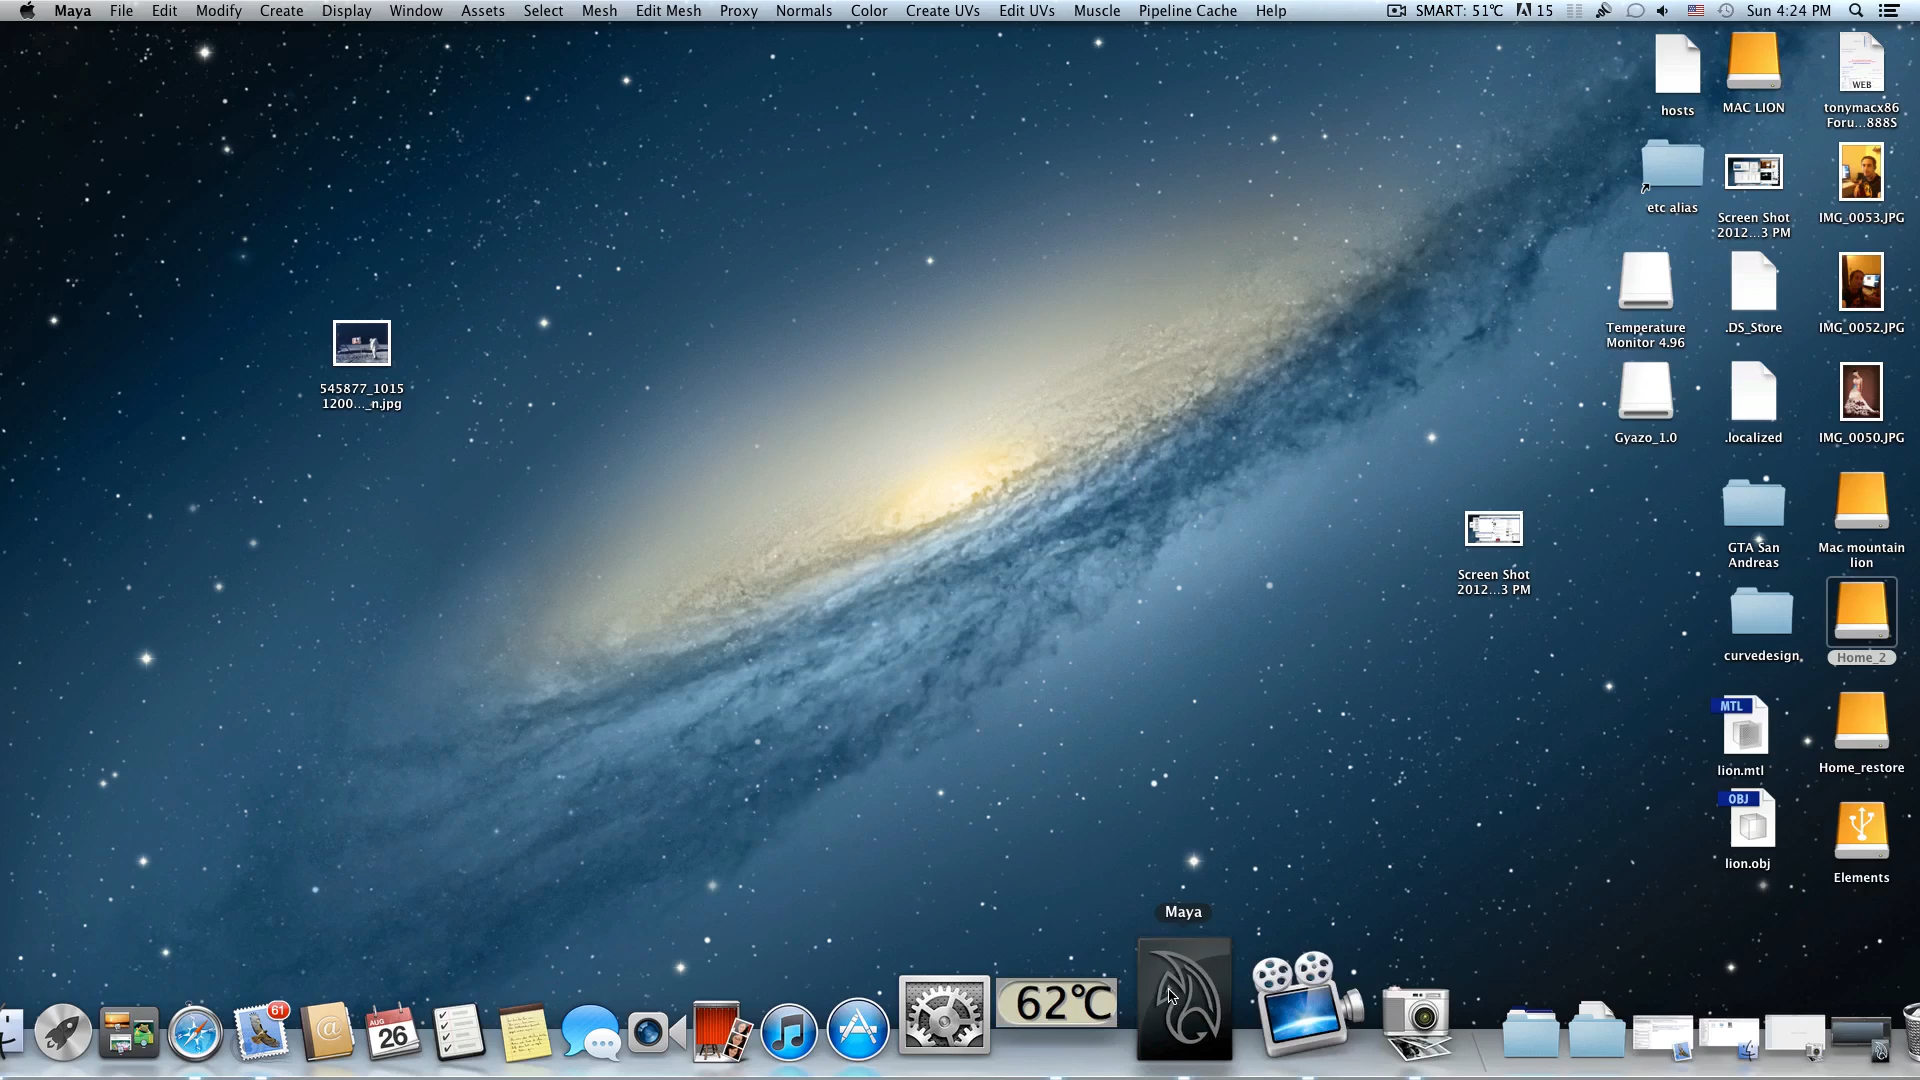 Maya File Edit Modify Create Display Window Assets Select Mesh Edit Mesh Proxy Normals Color Create UVs Edit UVs Muscle Pipeline Cache Help SMART: 51℃ 15 Sun 4:24 PM
hosts
MAC LION
WEB
tonymacx86
Foru...888S
etc alias
Screen Shot
2012...3 PM
IMG_0053.JPG
Temperature
Monitor 4.96
.DS_Store
IMG_0052.JPG
545877_1015
1200..._n.jpg
Gyazo_1.0
.localized
IMG_0050.JPG
GTA San
Andreas
Mac mountain
lion
Screen Shot
2012...3 PM
curvedesign
Home_2
MTL
lion.mtl
Home_restore
OBJ
lion.obj
Elements
Maya
61
AUG
26
62℃